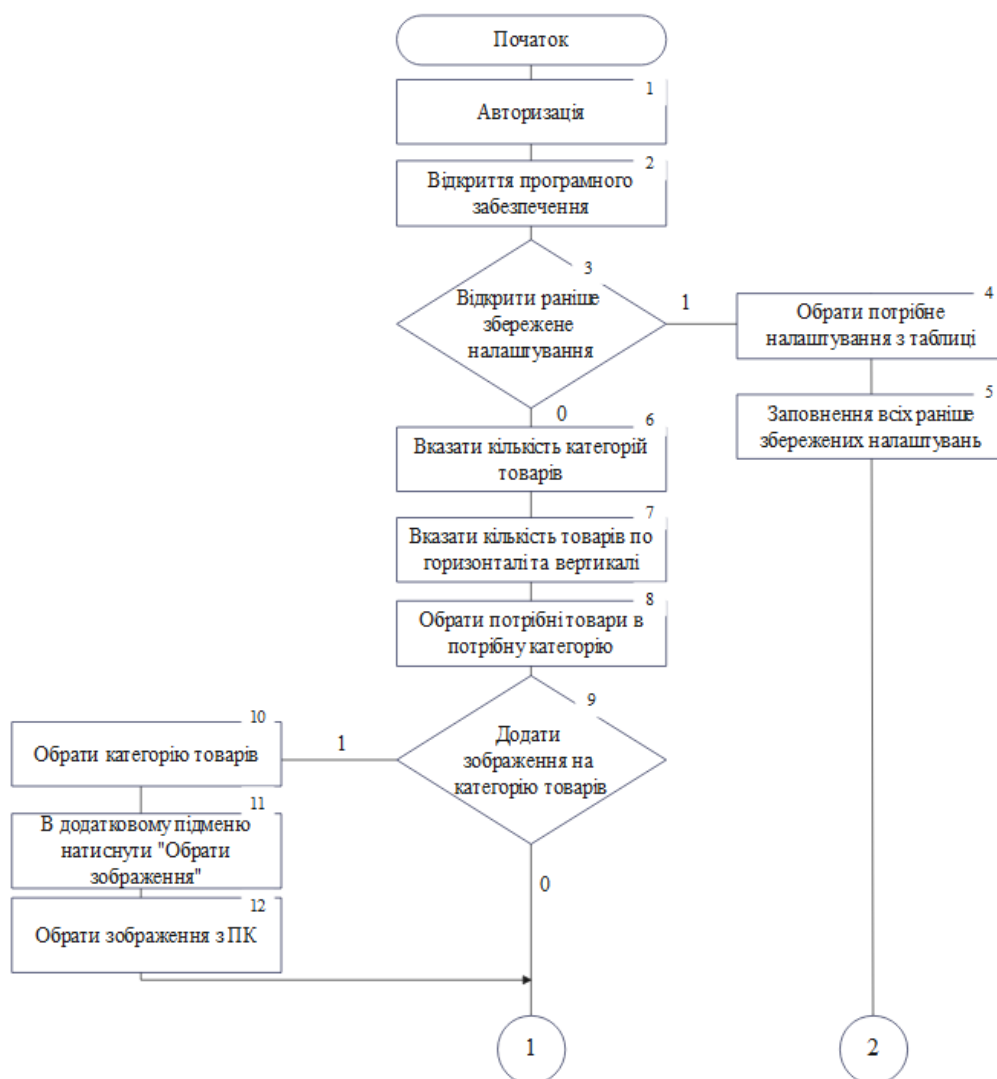 Початок
1
Авторизація
2
Відкриття програмного
забезпечення
3
Відкрити раніше
збережене
налаштування
1
4
Обрати потрібне
налаштування з таблиці
5
Заповнення всіх раніше
збережених налаштувань
0
6
Вказати кількість категорій
товарів
7
Вказати кількість товарів по
горизонталі та вертикалі
8
Обрати потрібні товари в
потрібну категорію
9
Додати
зображення на
категорію товарів
1
10
Обрати категорію товарів
11
В додатковому підменю
натиснути "Обрати
зображення"
12
Обрати зображення з ПК
0
1
2